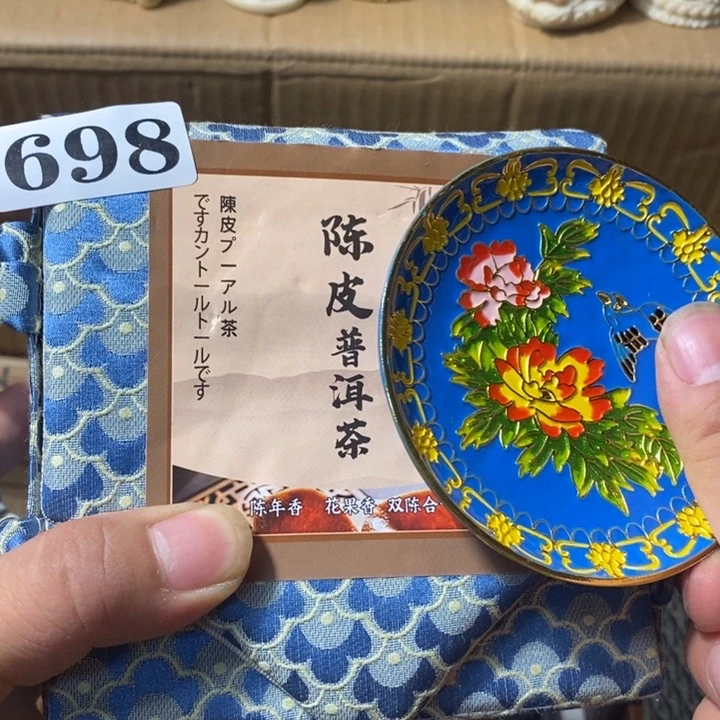 698
陈皮普洱茶
陳皮プーアル茶
ですカントールトールです
陈年香 花果香 双陈合